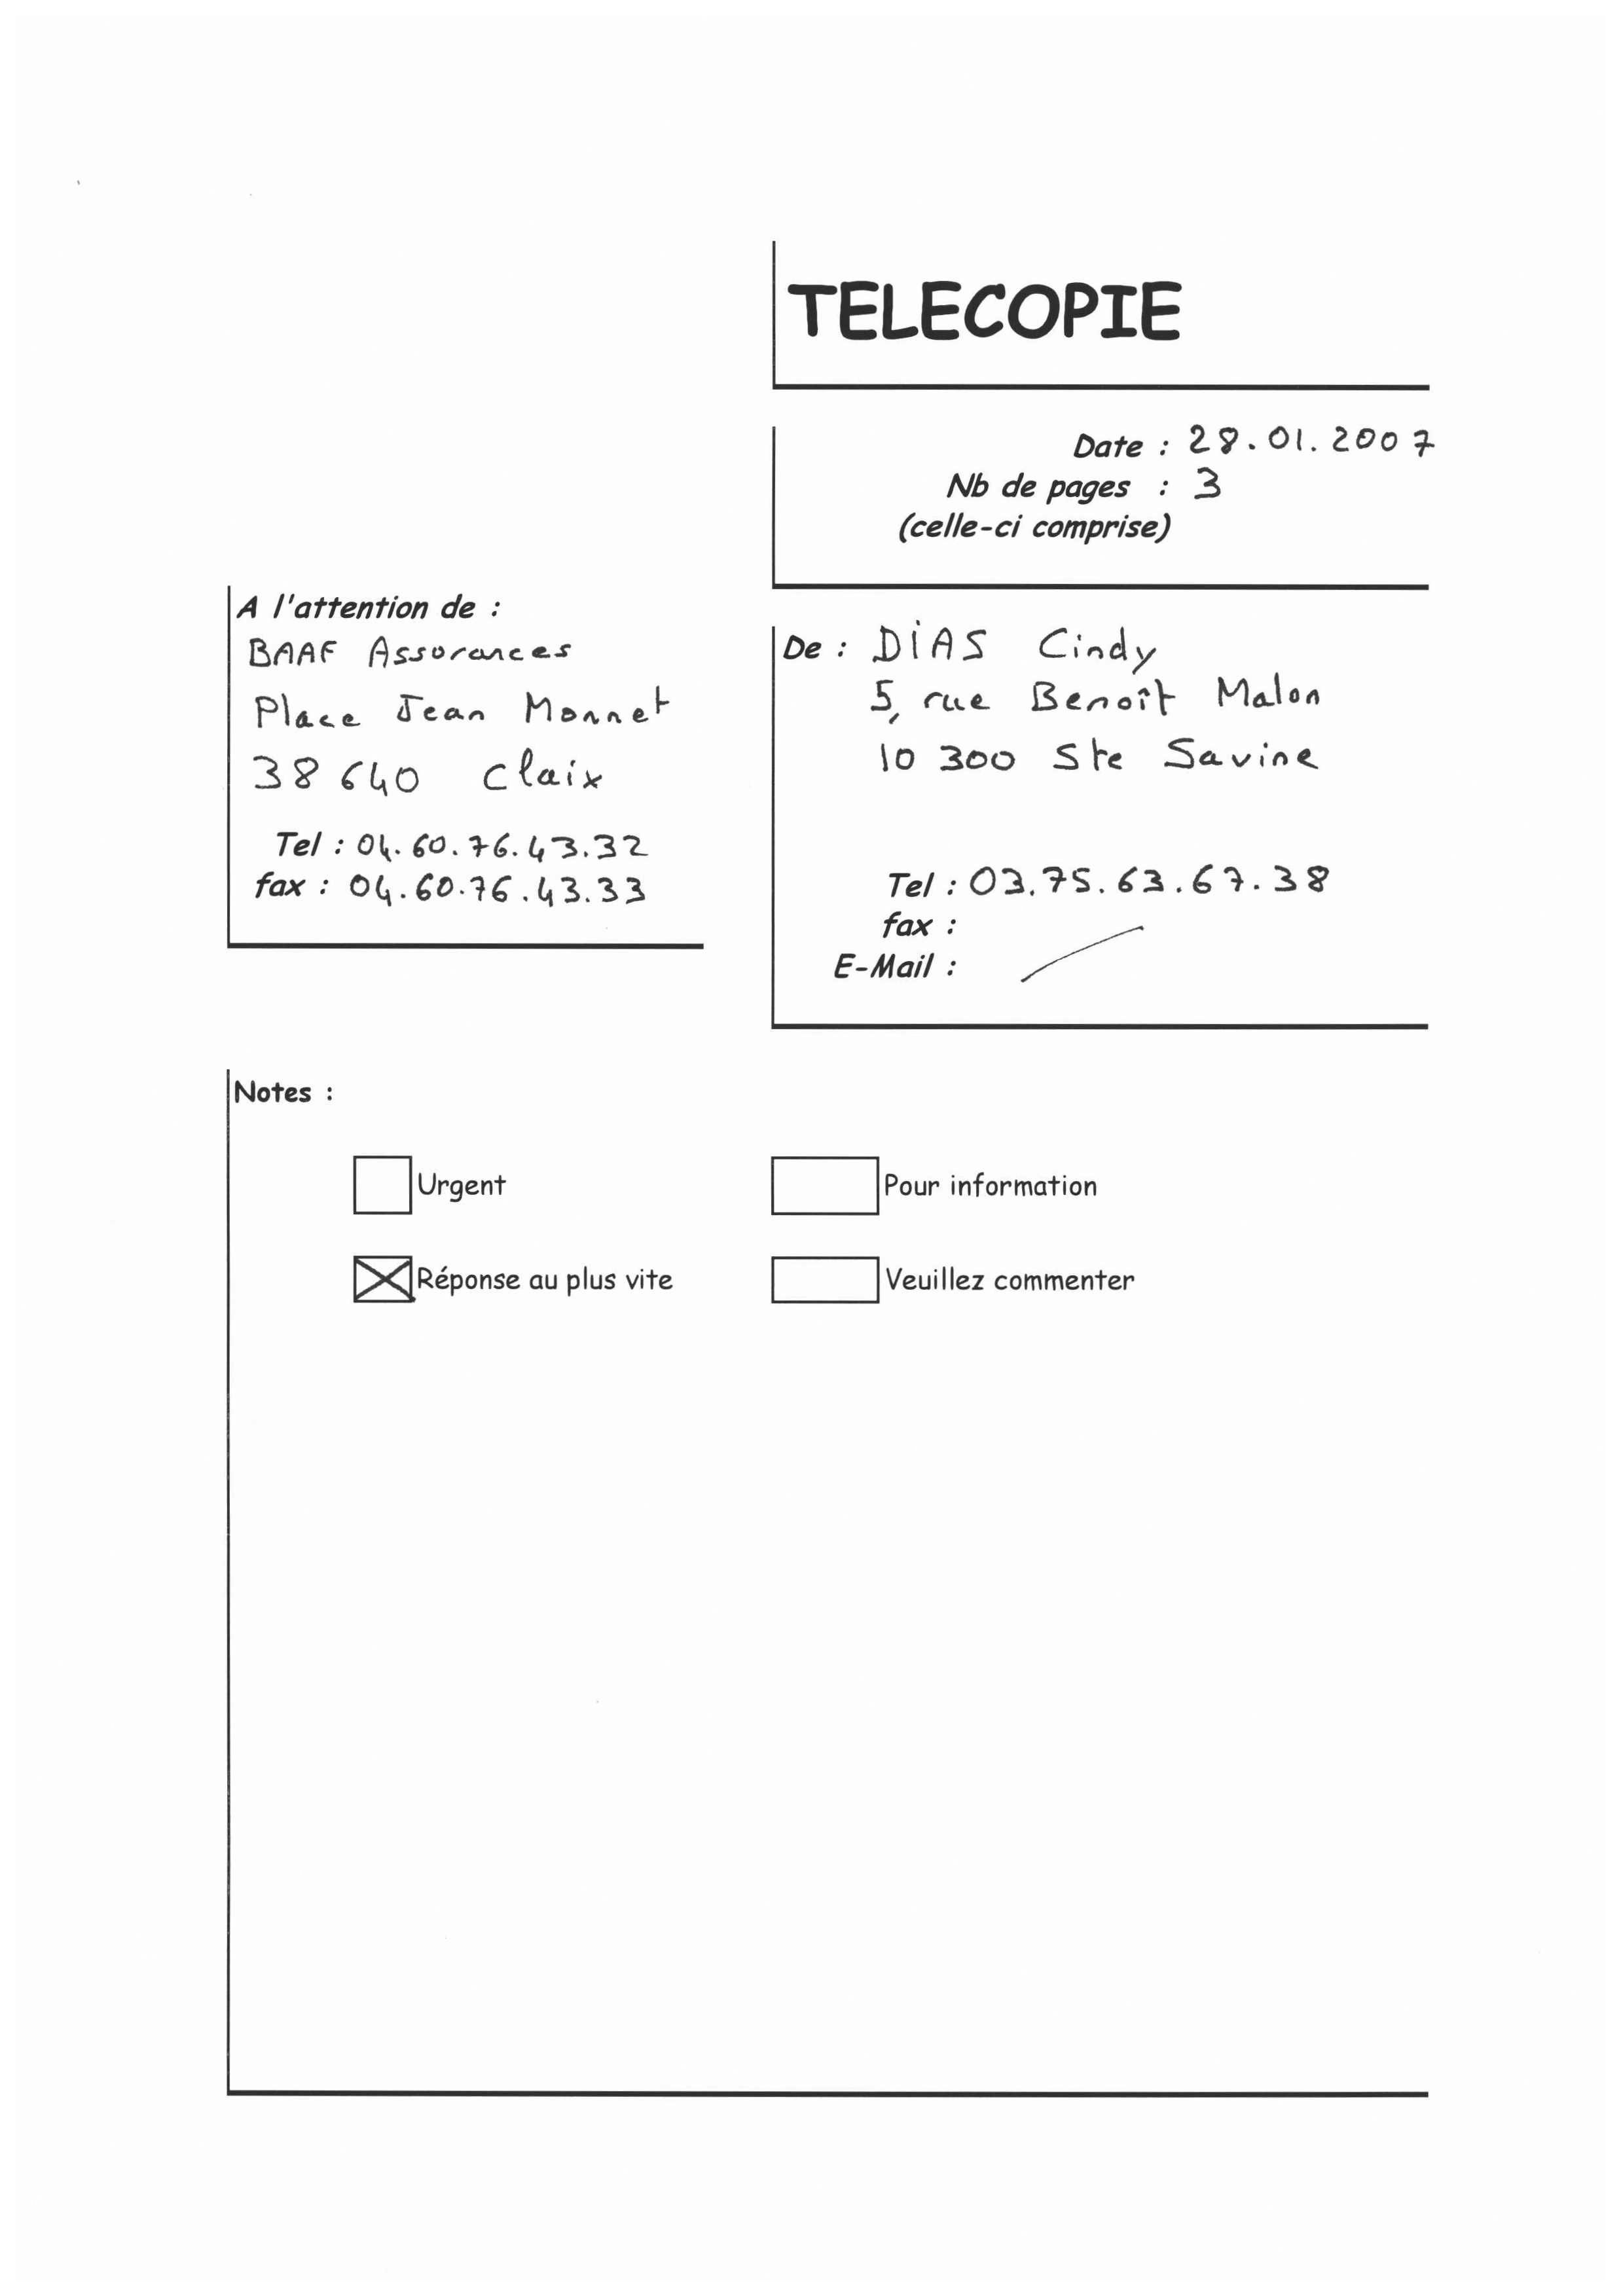 TELECOPIE
Date : 28.01.2007
Nb de pages : 3
(celle-ci comprise)
A l'attention de :
BAAF Assurances
Place Jean Monnet
38640 Claix
Tel : 04.60.76.43.32
fax : 04.60.76.43.33
De : DIAS Cindy
5, rue Benoît Malon
10 300 Ste Savine
Tel : 03.75.63.67.38
fax :
E-Mail :
Notes :
Urgent
Pour information
Réponse au plus vite
Veuillez commenter